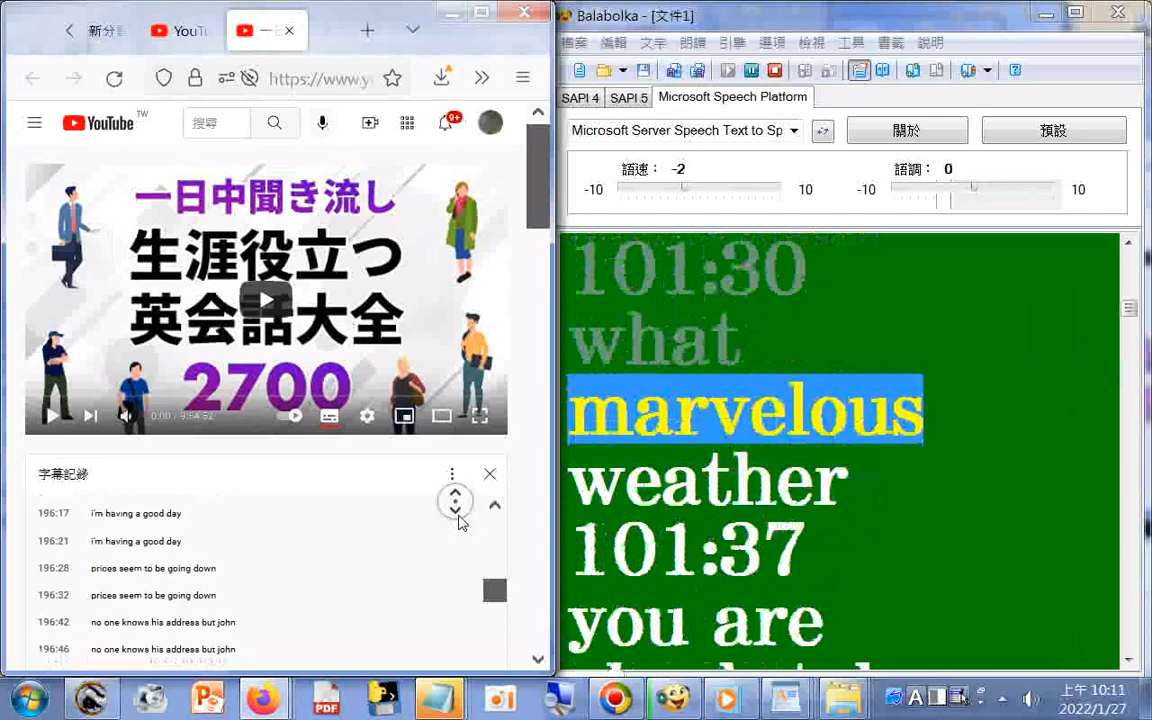 新分
YouTu
一E
https://www.y
YouTube TW
搜尋
9+
一日中聞き流し
生涯役立つ
英会話大全
2700
0:00 / 9:54:52
字幕記錄
196:17 i'm having a good day
196:21 i'm having a good day
196:28 prices seem to be going down
196:32 prices seem to be going down
196:42 no one knows his address but john
196:46 no one knows his address but john
Balabolka - [文件1]
檔案 編輯 文字 朗讀 引擎 選項 檢視 工具 書籤 說明
SAPI 4 SAPI 5 Microsoft Speech Platform
Microsoft Server Speech Text to Sp
關於
預設
語速： -2
-10 10
語調： 0
-10 10
101:30
what
marvelous
weather
101:37
you are
PDF
A
上午 10:11
2022/1/27